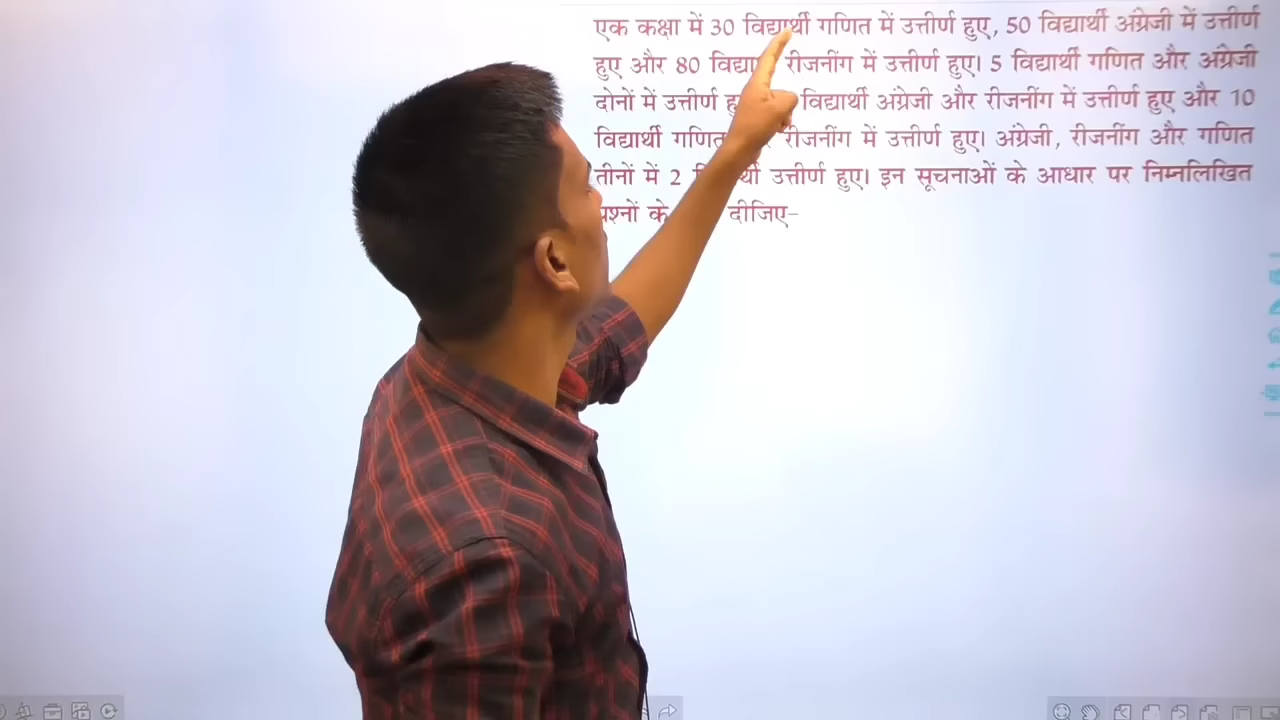 एक कक्षा में 30 विद्यार्थी गणित में उत्तीर्ण हुए, 50 विद्यार्थी अंग्रेजी में उत्तीर्ण
हुए और 80 रीजनींग में उत्तीर्ण हुए। 5 विद्यार्थी गणित और अंग्रेजी
दोनों में उत्तीर्ण विद्यार्थी अंग्रेजी और रीजनींग में उत्तीर्ण हुए और 10
विद्यार्थी गणित रीजनींग में उत्तीर्ण हुए। अंग्रेजी, रीजनींग और गणित
तीनों में 2 उत्तीर्ण हुए। इन सूचनाओं के आधार पर निम्नलिखित
प्रश्नों के दीजिए-